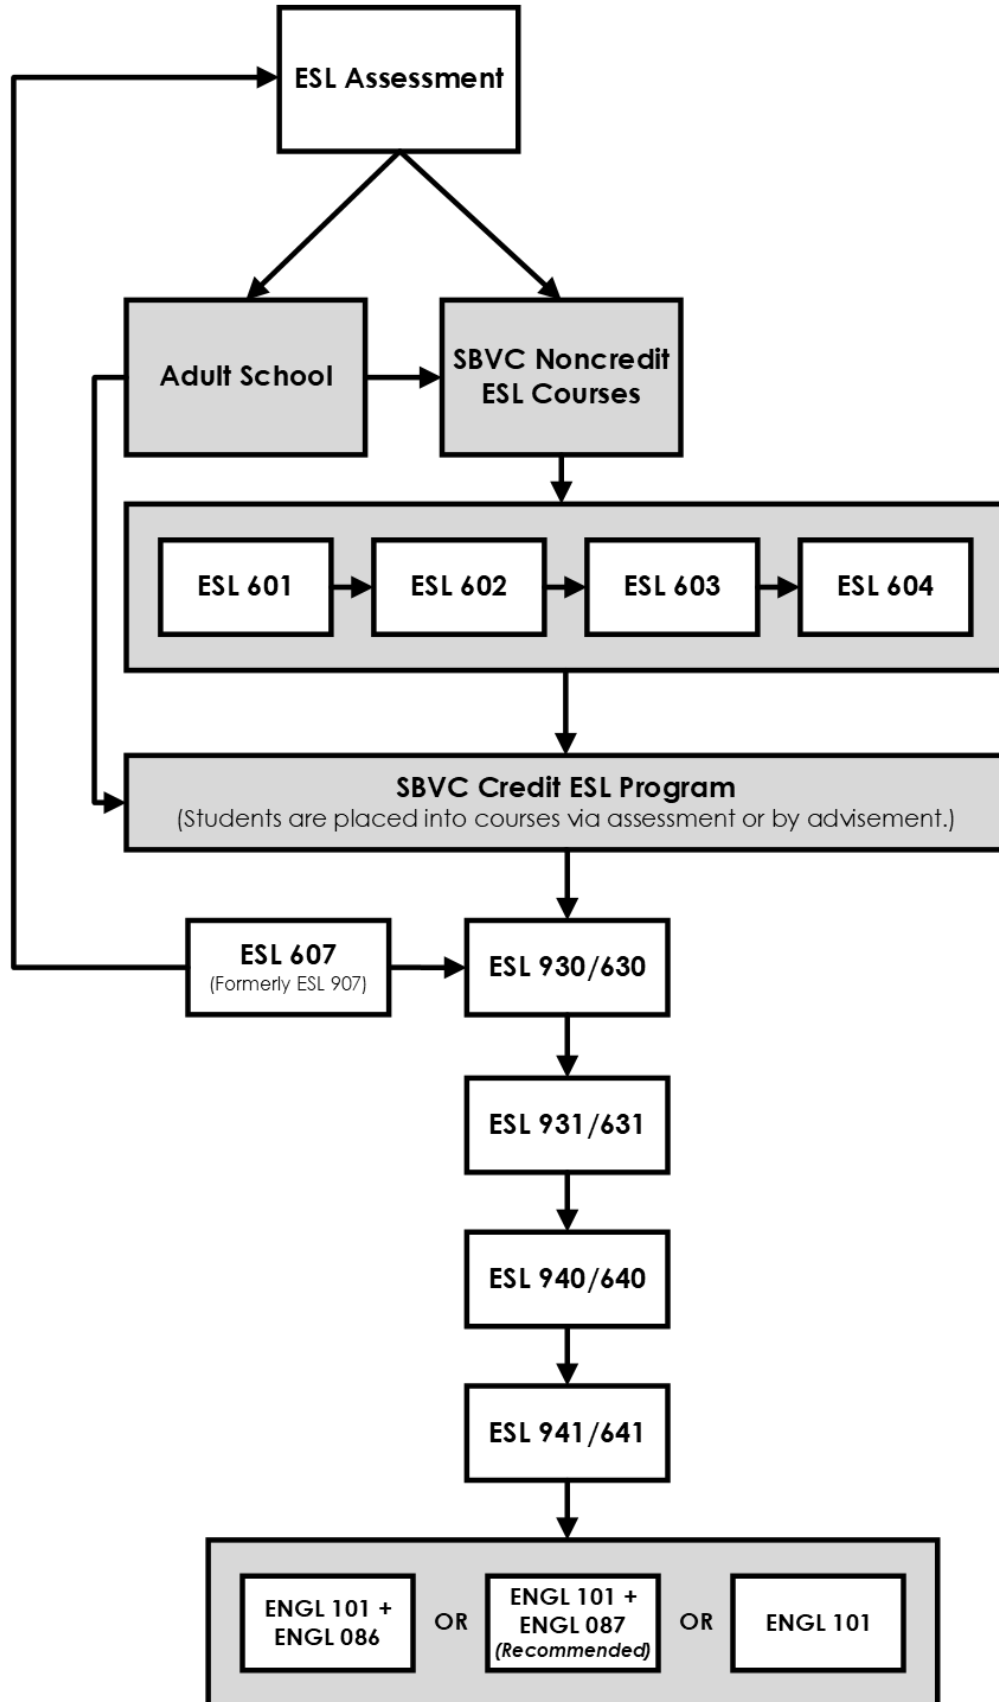 ESL Assessment
Adult School
SBVC Noncredit
ESL Courses
ESL 601
ESL 602
ESL 603
ESL 604
SBVC Credit ESL Program
(Students are placed into courses via assessment or by advisement.)
ESL 607
(Formerly ESL 907)
ESL 930/630
ESL 931/631
ESL 940/640
ESL 941/641
ENGL 101 +
ENGL 086
OR
ENGL 101 +
ENGL 087
(Recommended)
OR
ENGL 101